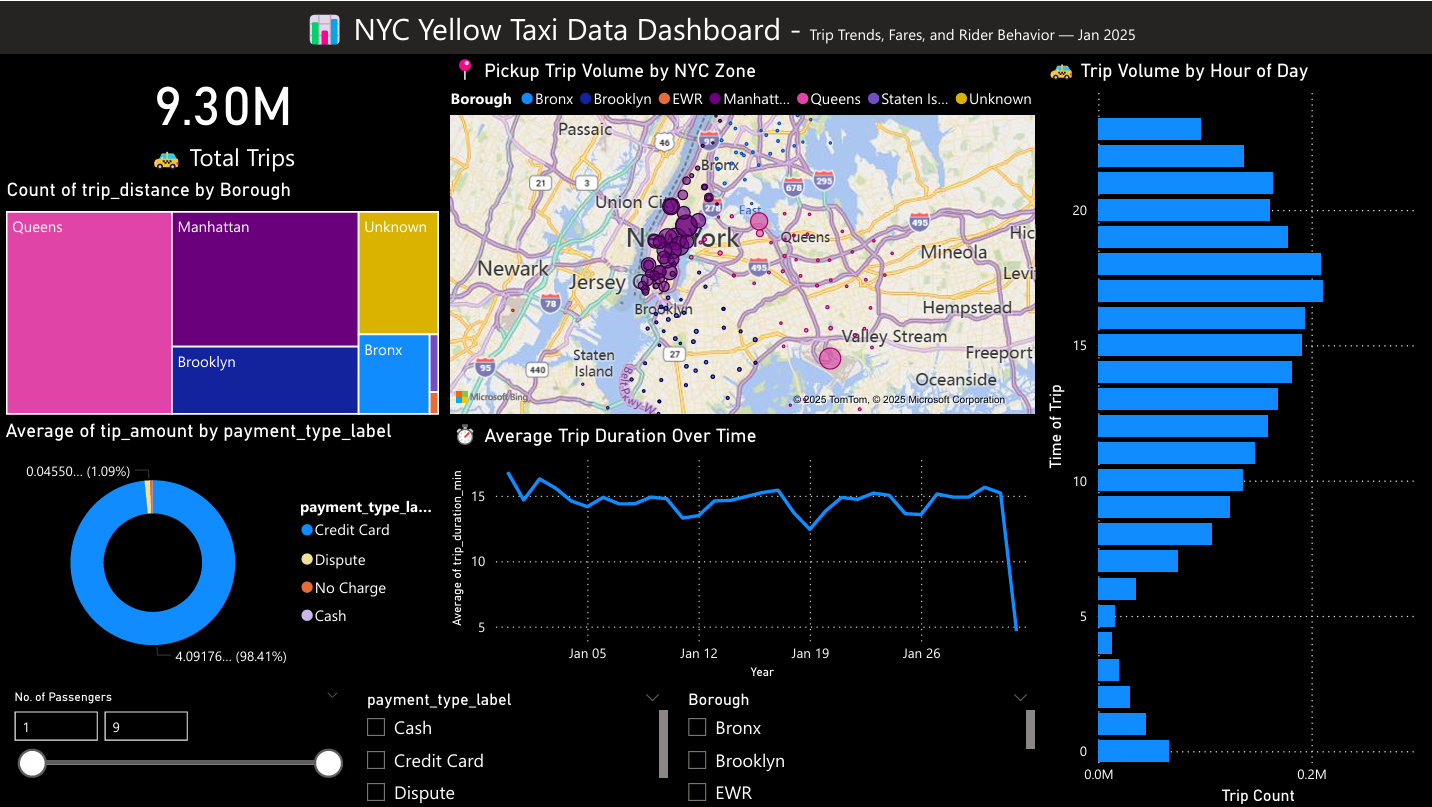 NYC Yellow Taxi Data Dashboard - Trip Trends, Fares, and Rider Behavior — Jan 2025
9.30M
Total Trips
Count of trip_distance by Borough
Queens
Manhattan
Unknown
Brooklyn
Bronx
Average of tip_amount by payment_type_label
0.04550... (1.09%)
4.09176... (98.41%)
payment_type_la...
Credit Card
Dispute
No Charge
Cash
Pickup Trip Volume by NYC Zone
Borough Bronx Brooklyn EWR Manhatt... Queens Staten Is... Unknown
Passaic
46
95
Bronx
21
3
678
295
Union Ci
278
East
495
Queens
Mineola
Hic
Newark
Jersey C
495
Levi
78
Hempstead
Brooklyn
Valley Stream
Staten
Island
27
Freeport
95
440
Belt Pkwy W
Oceanside
Microsoft Bing
© 2025 TomTom, © 2025 Microsoft Corporation
Average Trip Duration Over Time
Average of trip_duration_min
15
10
5
Jan 05
Jan 12
Jan 19
Jan 26
Year
Trip Volume by Hour of Day
Time of Trip
20
15
10
5
0
0.0M
0.2M
Trip Count
No. of Passengers
1
9
payment_type_label
Cash
Credit Card
Dispute
Borough
Bronx
Brooklyn
EWR